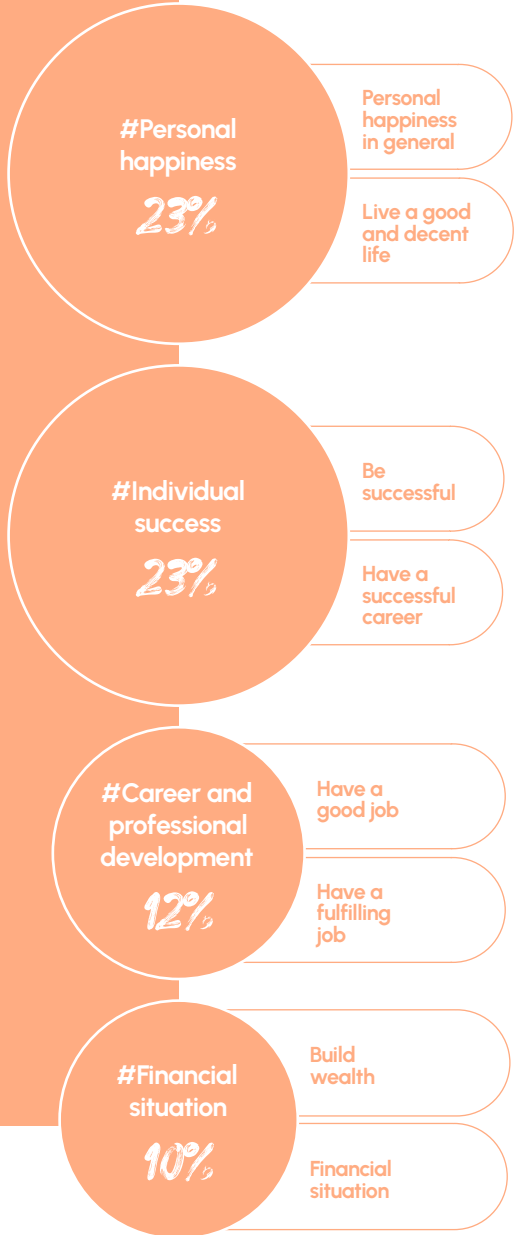 #Personal
happiness
23%
Personal
happiness
in general
Live a good
and decent
life
#Individual
success
23%
Be
successful
Have a
successful
career
#Career and
professional
development
12%
Have a
good job
Have a
fulfilling
job
#Financial
situation
10%
Build
wealth
Financial
situation